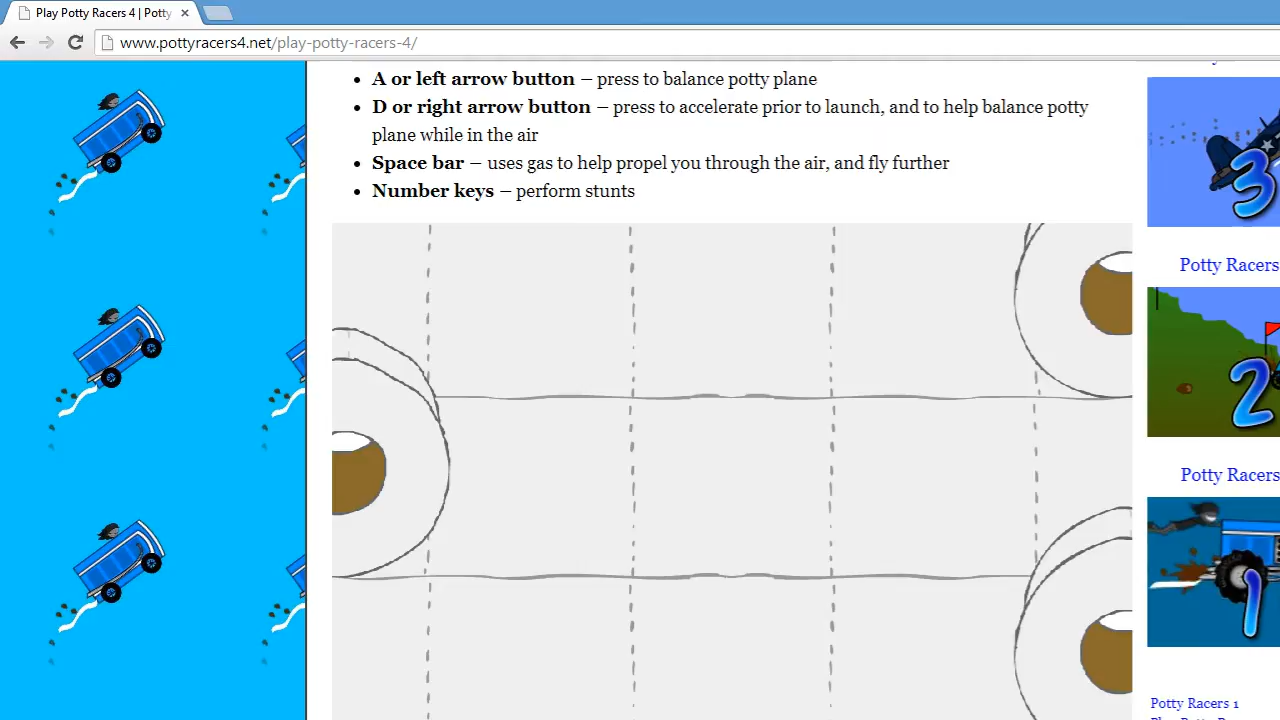 Play Potty Racers 4 | Potty
www.pottyracers4.net/play-potty-racers-4/
A or left arrow button – press to balance potty plane
D or right arrow button – press to accelerate prior to launch, and to help balance potty
plane while in the air
Space bar – uses gas to help propel you through the air, and fly further
Number keys – perform stunts
3
Potty Racers
2
Potty Racers
1
Potty Racers 1